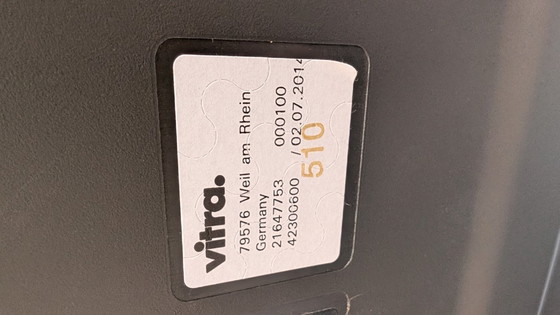 vitra.
79576 Weil am Rhein
Germany
21647753 000100
42300600 / 02.07.2014
510